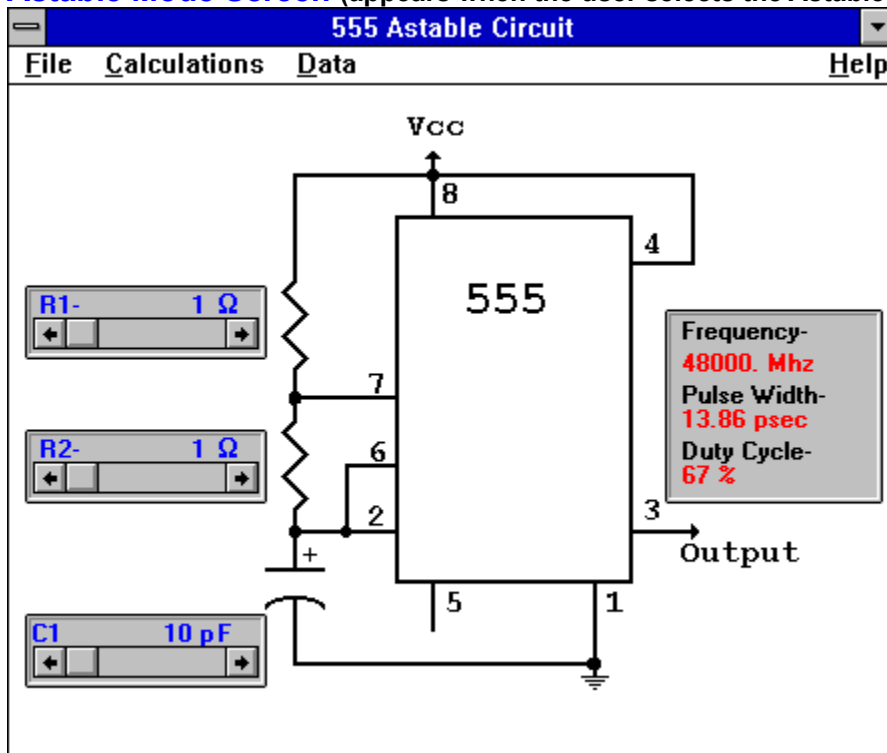 Astable Mode Screen (appears when the user selects the Astable
555 Astable Circuit
File Calculations Data Help
Vcc
8
4
555
R1- 1 Ω
Frequency-
48000. Mhz
Pulse Width-
13.86 psec
Duty Cycle-
67 %
7
R2- 1 Ω
6
2
3
Output
+
5
1
C1 10 pF